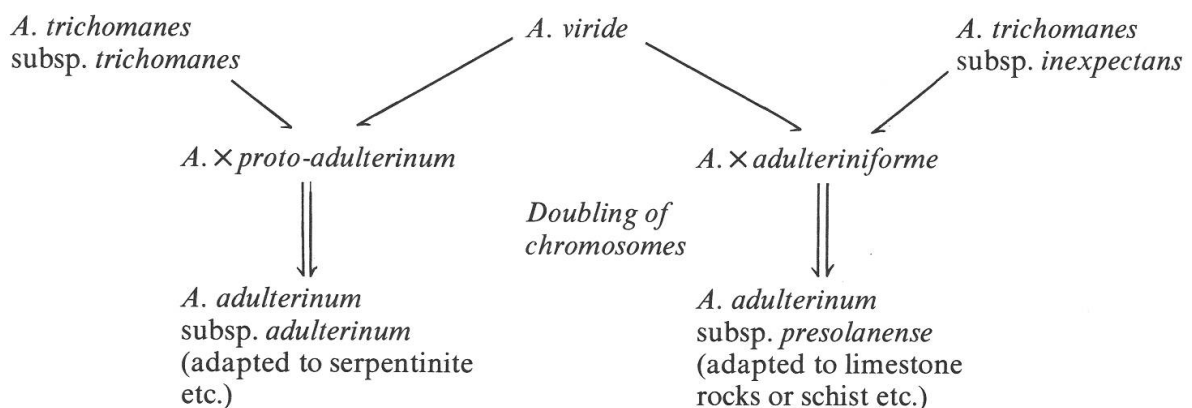 A. trichomanes
subsp. trichomanes
A. viride
A. trichomanes
subsp. inexpectans
A. × proto-adulterinum
A. × adulteriniforme
Doubling of
chromosomes
A. adulterinum
subsp. adulterinum
(adapted to serpentinite
etc.)
A. adulterinum
subsp. presolanense
(adapted to limestone
rocks or schist etc.)